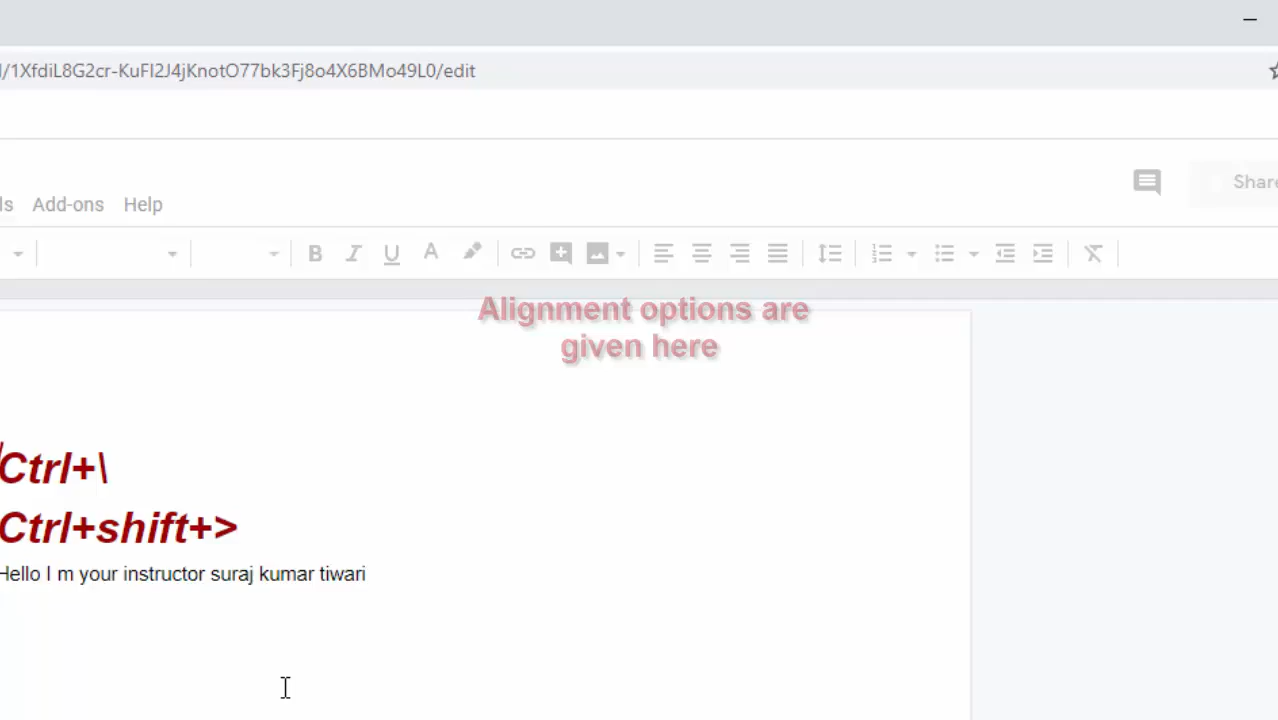 /1XfdiL8G2cr-KuFI2J4jKnotO77bk3Fj8o4X6BMo49L0/edit
Share
ls Add-ons Help
Alignment options are
given here
Ctrl+\
Ctrl+shift+>
Hello I m your instructor suraj kumar tiwari